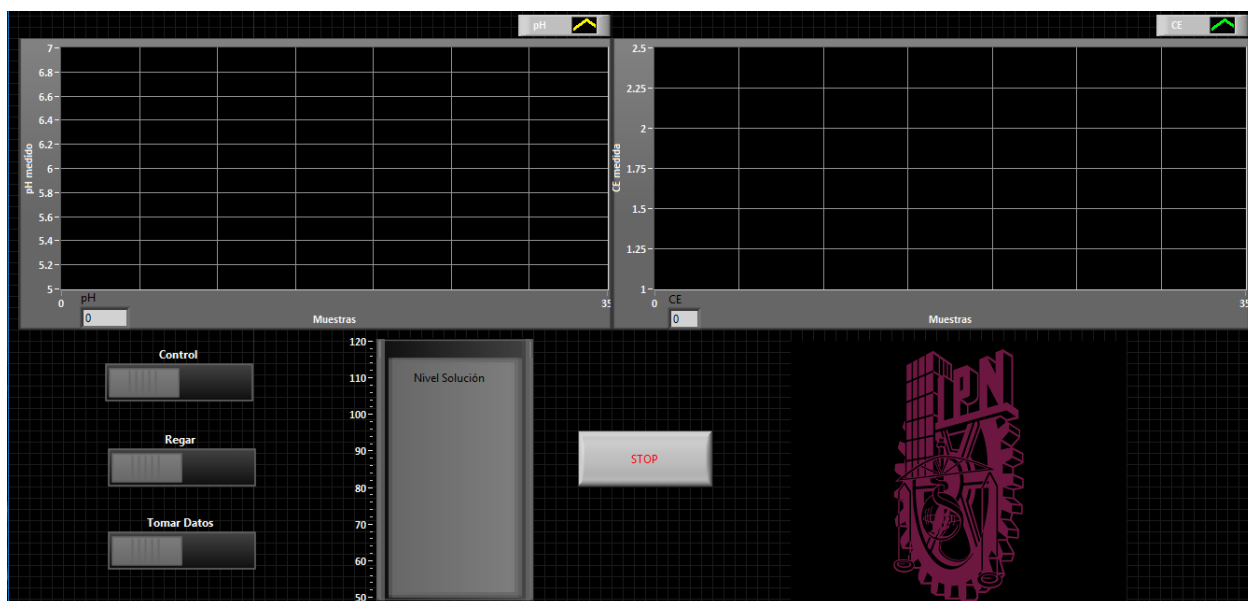 pH
CE
7
6.8
6.6
6.4
6.2
6
5.8
5.6
5.4
5.2
5
pH medido
0
35
Muestras
pH
0
2.5
2.25
2
1.75
1.5
1.25
1
CE medida
0
35
Muestras
CE
0
Control
Regar
Tomar Datos
120
110
100
90
80
70
60
50
Nivel Solución
STOP
IPN